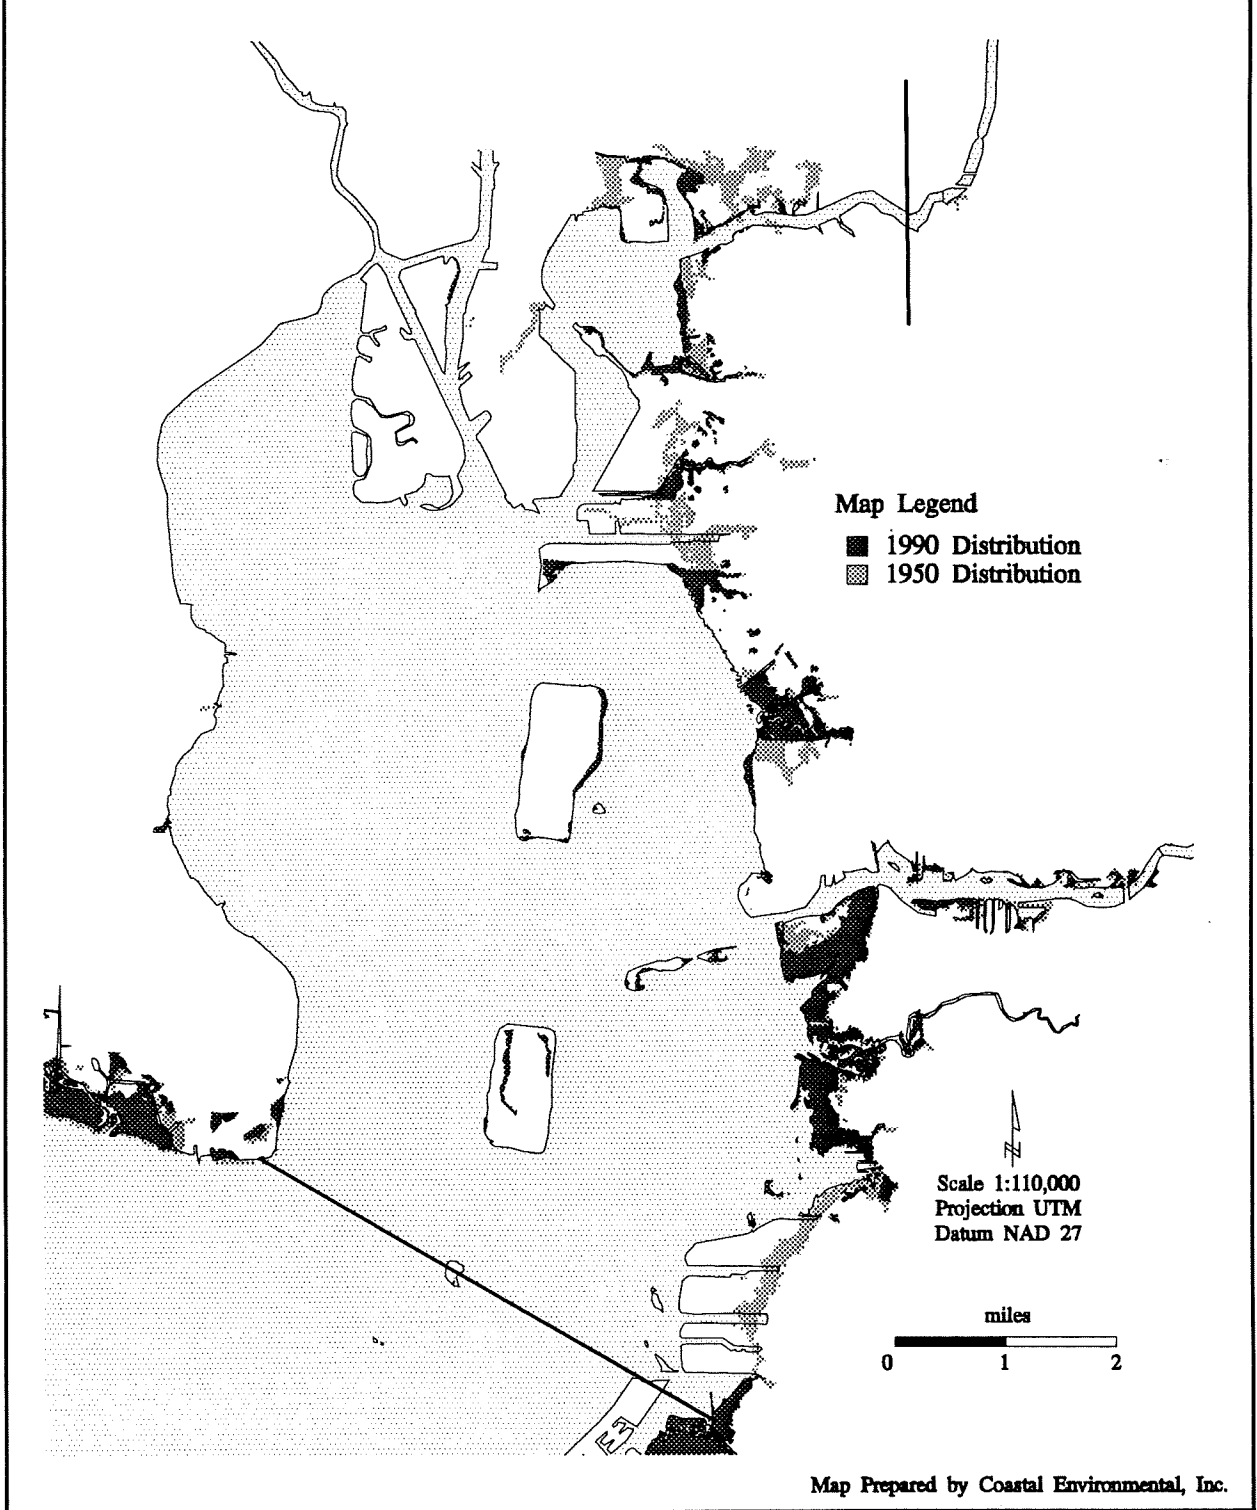 Map Legend
1990 Distribution
1950 Distribution
Scale 1:110,000
Projection UTM
Datum NAD 27
miles
0 1 2
Map Prepared by Coastal Environmental, Inc.